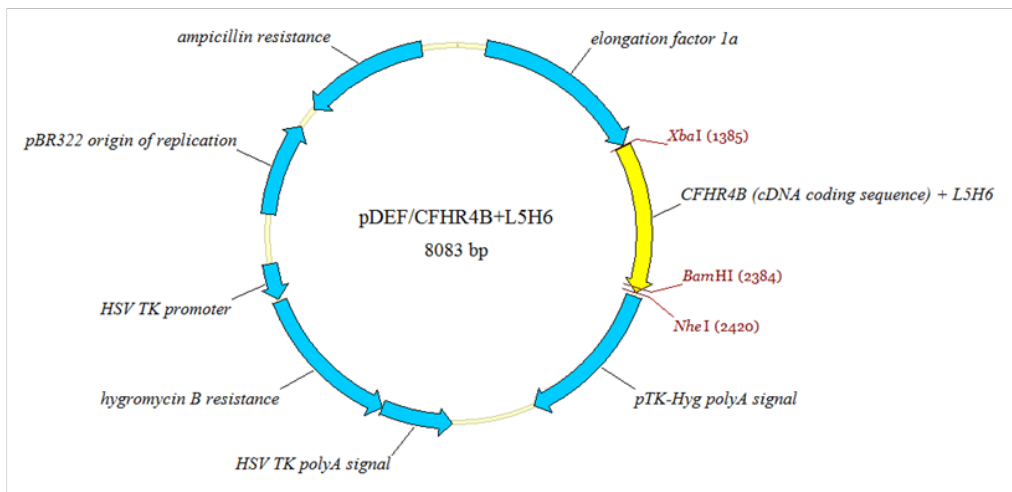 ampicillin resistance
elongation factor 1a
pBR322 origin of replication
XbaI (1385)
CFHR4B (cDNA coding sequence) + L5H6
pDEF/CFHR4B+L5H6
8083 bp
BamHI (2384)
HSV TK promoter
NheI (2420)
hygromycin B resistance
pTK-Hyg polyA signal
HSV TK polyA signal